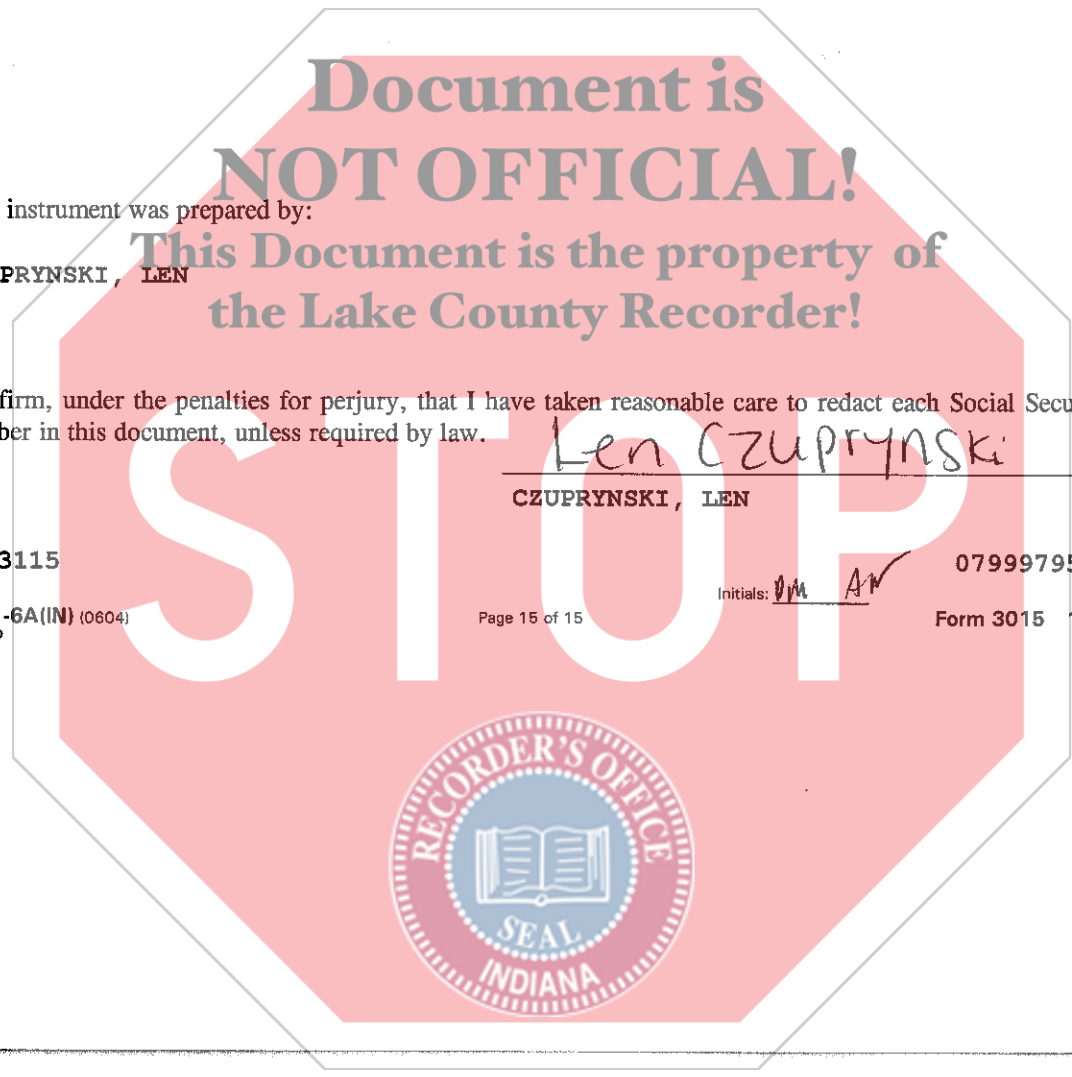 Document is
NOT OFFICIAL!
instrument was prepared by:
This Document is the property of
PRYNSKI, LEN
the Lake County Recorder!
firm, under the penalties for perjury, that I have taken reasonable care to redact each Social Secu
ber in this document, unless required by law.
Len Czuprynski
CZUPRYNSKI, LEN
STOP
3115
07999795
Initials: DM AW
-6A(IN) (0604)
Page 15 of 15
Form 3015
RECORDER'S OFFICE
SEAL
INDIANA